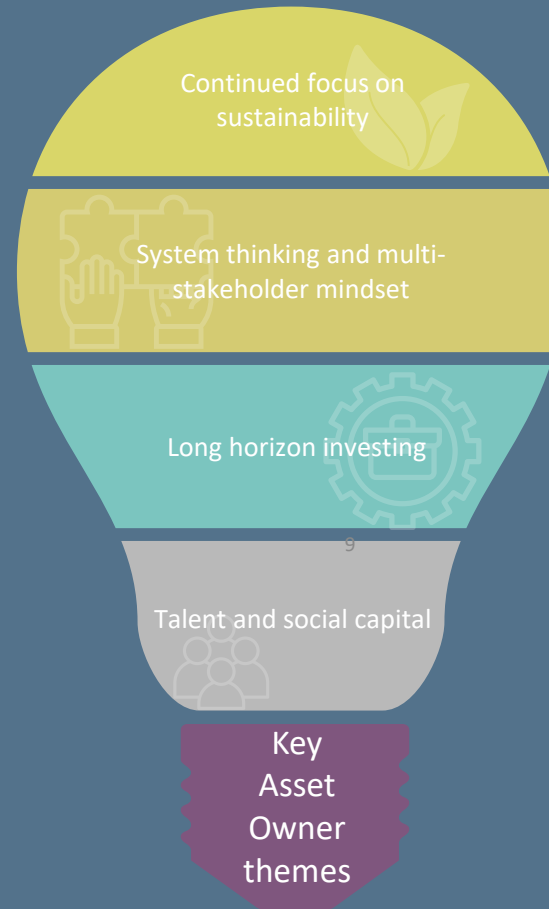 Continued focus on
sustainability
System thinking and multi-
stakeholder mindset
Long horizon investing
9
Talent and social capital
Key
Asset
Owner
themes